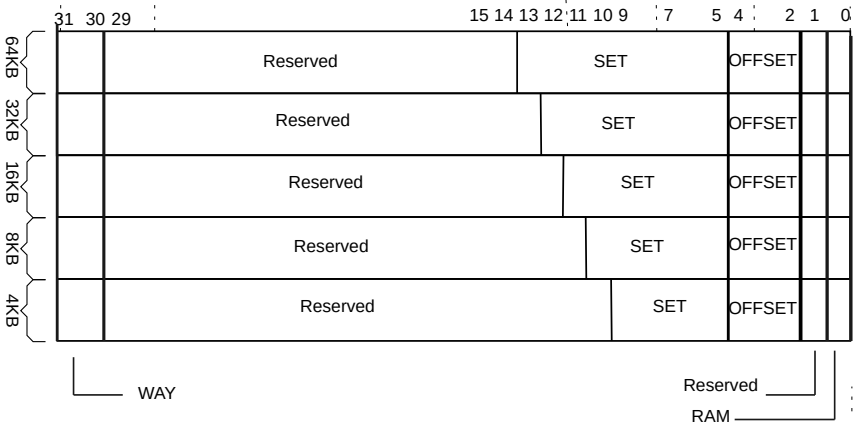 31 30 29 15 14 13 12 11 10 9 7 5 4 2 1 0
64KB Reserved SET OFFSET
32KB Reserved SET OFFSET
16KB Reserved SET OFFSET
8KB Reserved SET OFFSET
4KB Reserved SET OFFSET
WAY Reserved
RAM